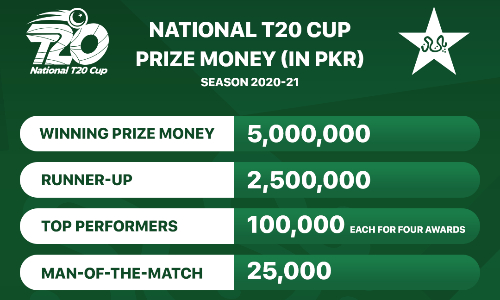 T20
National T20 Cup
NATIONAL T20 CUP
PRIZE MONEY (IN PKR)
SEASON 2020-21
WINNING PRIZE MONEY 5,000,000
RUNNER-UP 2,500,000
TOP PERFORMERS 100,000 EACH FOR FOUR AWARDS
MAN-OF-THE-MATCH 25,000